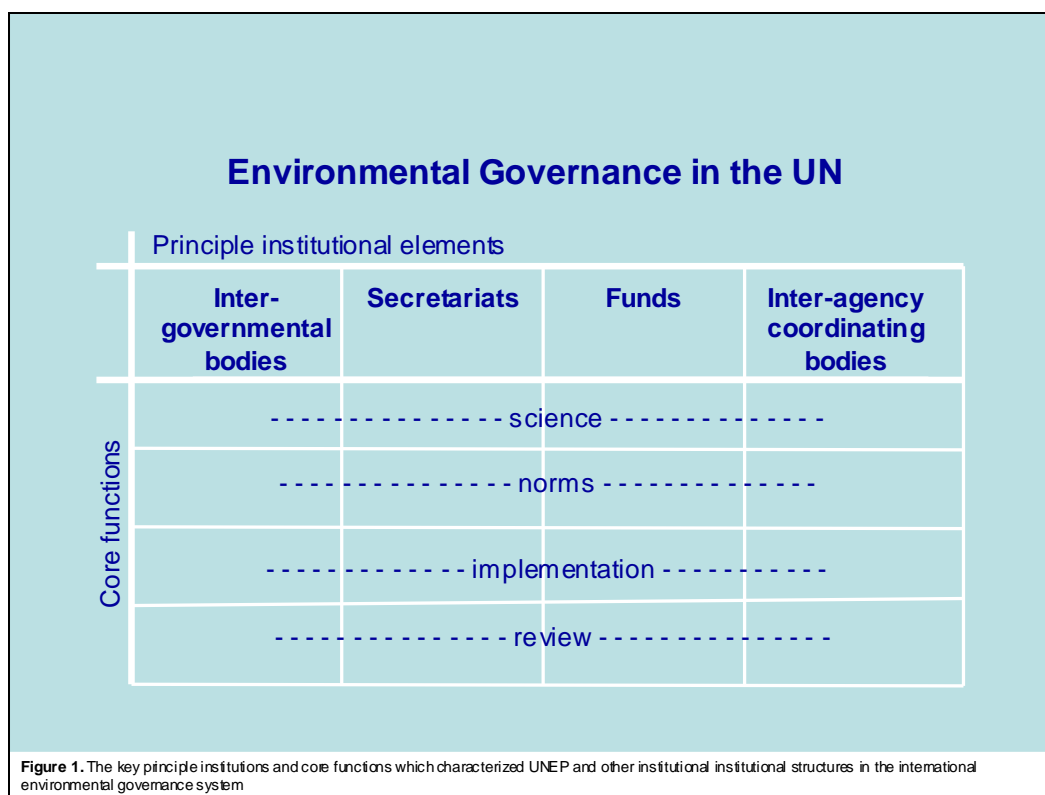 Environmental Governance in the UN
Principle institutional elements
Inter-
governmental
bodies
Secretariats
Funds
Inter-agency
coordinating
bodies
Core functions
- - - - - - - - - - - - - - - science - - - - - - - - - - - - - -
- - - - - - - - - - - - - - - norms - - - - - - - - - - - - - -
- - - - - - - - - - - - - implementation - - - - - - - - - - -
- - - - - - - - - - - - - - - review - - - - - - - - - - - - - - -
Figure 1. The key principle institutions and core functions which characterized UNEP and other institutional institutional structures in the international
environmental governance system